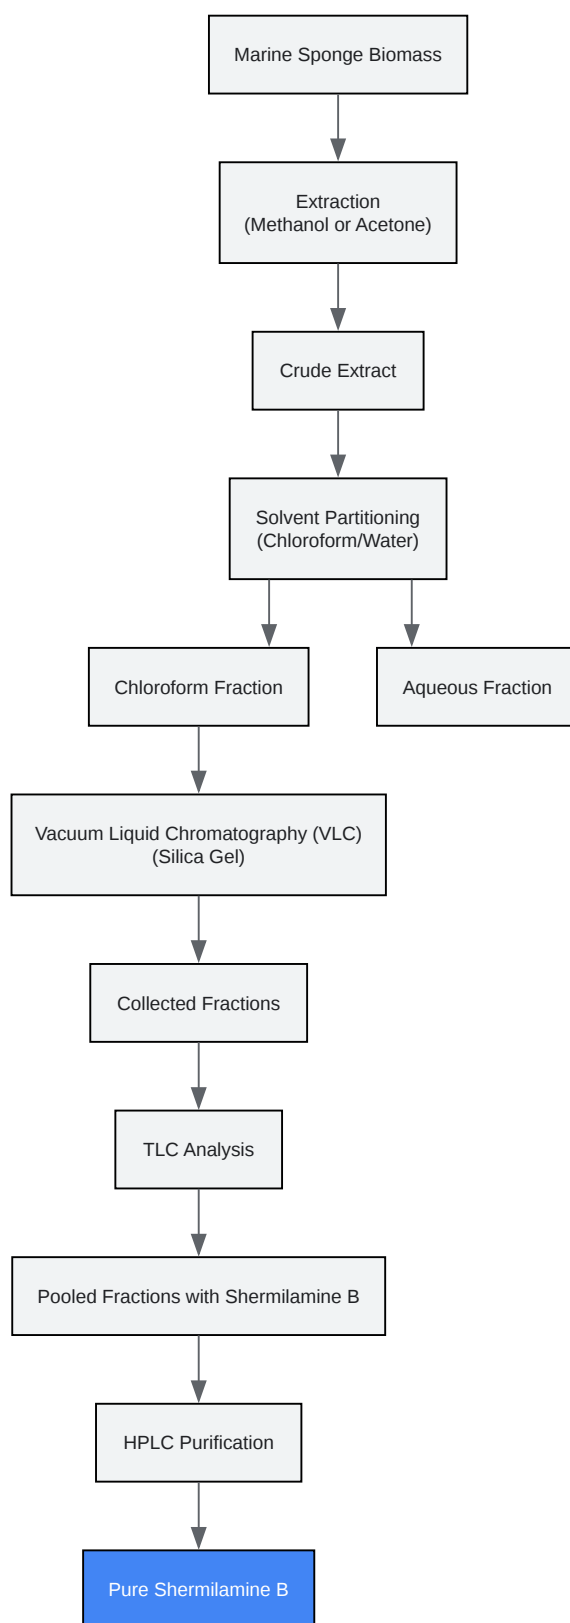 Marine Sponge Biomass
Extraction
(Methanol or Acetone)
Crude Extract
Solvent Partitioning
(Chloroform/Water)
Chloroform Fraction
Aqueous Fraction
Vacuum Liquid Chromatography (VLC)
(Silica Gel)
Collected Fractions
TLC Analysis
Pooled Fractions with Shermilamine B
HPLC Purification
Pure Shermilamine B